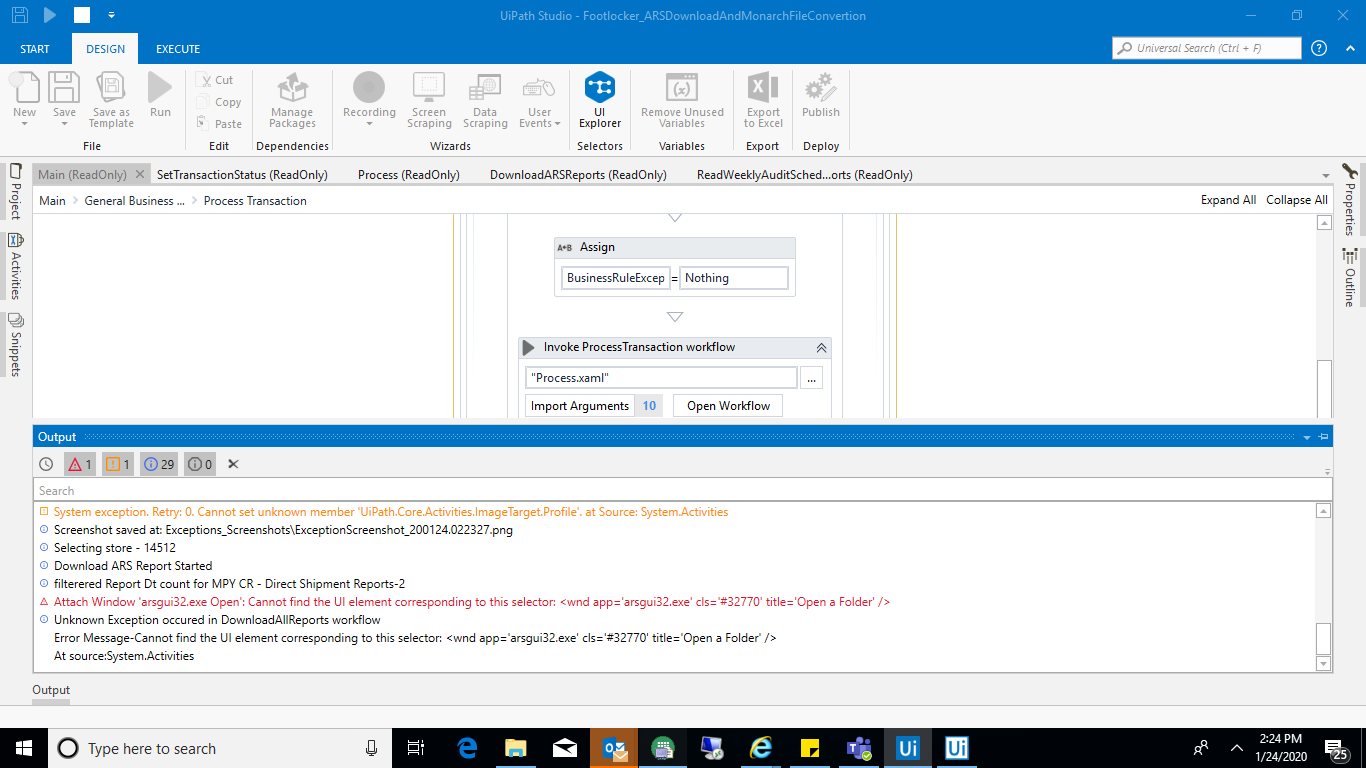 UiPath Studio - Footlocker_ARSDownloadAndMonarchFileConvertion
START DESIGN EXECUTE
Universal Search (Ctrl + F)
New Save Save as Template Run
Cut
Copy
Paste
Manage Packages
Recording Screen Scraping Data Scraping User Events
UI Explorer
Remove Unused Variables
Export to Excel
Publish
File Edit Dependencies Wizards Selectors Variables Export Deploy
Main (ReadOnly) SetTransactionStatus (ReadOnly) Process (ReadOnly) DownloadARSReports (ReadOnly) ReadWeeklyAuditSched...orts (ReadOnly)
Project
Activities
Snippets
Properties
Outline
Main > General Business ... > Process Transaction
Expand All Collapse All
A+B Assign
BusinessRuleExcep = Nothing
Invoke ProcessTransaction workflow
"Process.xaml" ...
Import Arguments 10 Open Workflow
Output
1 1 29 0
Search
System exception. Retry: 0. Cannot set unknown member 'UiPath.Core.Activities.ImageTarget.Profile'. at Source: System.Activities
Screenshot saved at: Exceptions_Screenshots\ExceptionScreenshot_200124.022327.png
Selecting store - 14512
Download ARS Report Started
filterered Report Dt count for MPY CR - Direct Shipment Reports-2
Attach Window 'arsgui32.exe Open': Cannot find the UI element corresponding to this selector: <wnd app='arsgui32.exe' cls='#32770' title='Open a Folder' />
Unknown Exception occured in DownloadAllReports workflow
Error Message-Cannot find the UI element corresponding to this selector: <wnd app='arsgui32.exe' cls='#32770' title='Open a Folder' />
At source:System.Activities
Output
Type here to search
Ui
Ui
2:24 PM
1/24/2020
25